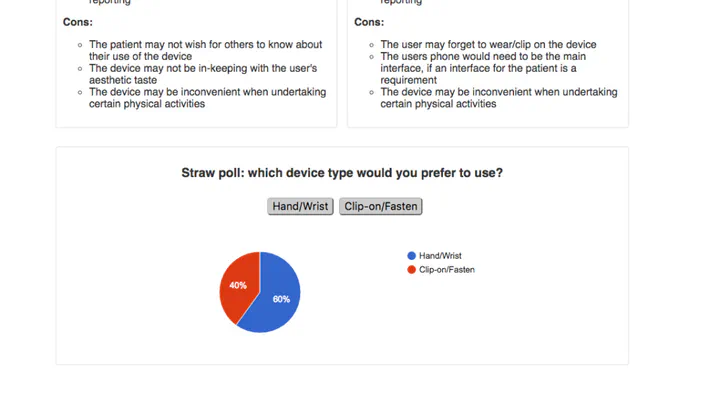 reporting
Cons:
The patient may not wish for others to know about
their use of the device
The device may not be in-keeping with the user's
aesthetic taste
The device may be inconvenient when undertaking
certain physical activities
reporting
Cons:
The user may forget to wear/clip on the device
The users phone would need to be the main
interface, if an interface for the patient is a
requirement
The device may be inconvenient when undertaking
certain physical activities
Straw poll: which device type would you prefer to use?
Hand/Wrist Clip-on/Fasten
Hand/Wrist
Clip-on/Fasten
40%
60%